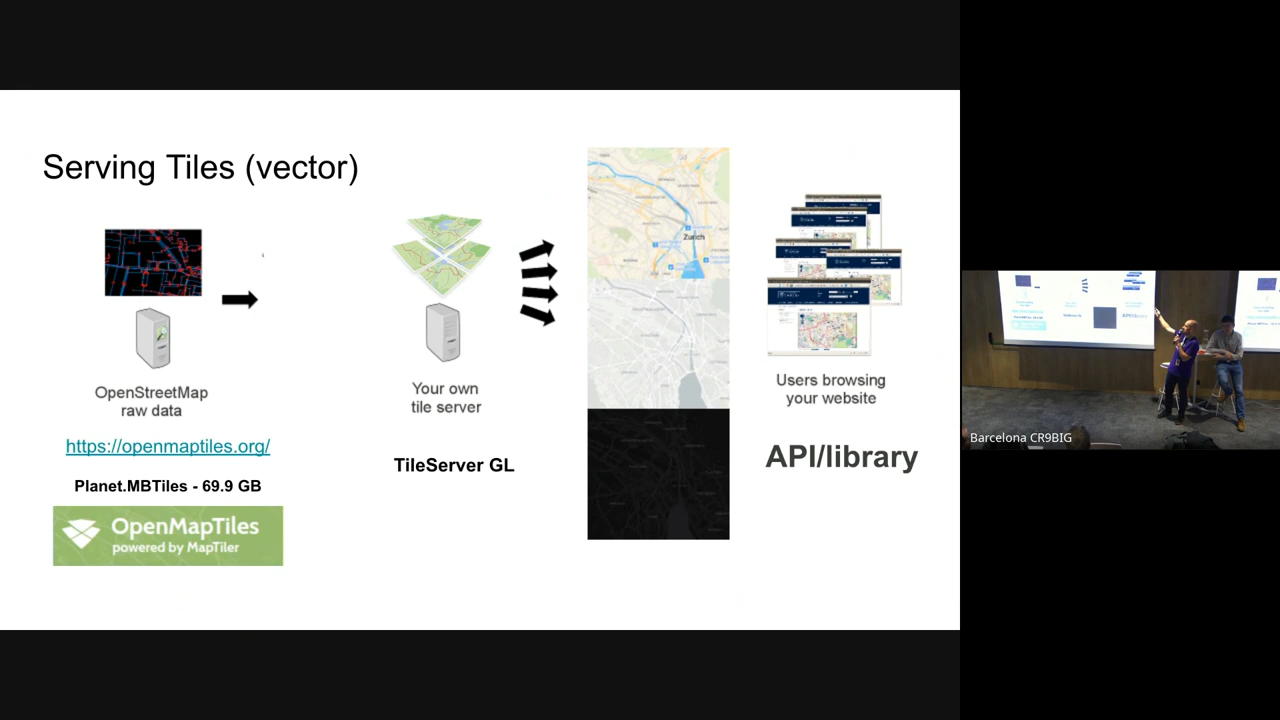 Serving Tiles (vector)
OpenStreetMap
raw data
https://openmaptiles.org/
Planet.MBTiles - 69.9 GB
OpenMapTiles
powered by MapTiler
Your own
tile server
TileServer GL
Zurich
Users browsing
your website
API/library
Barcelona CR9BIG